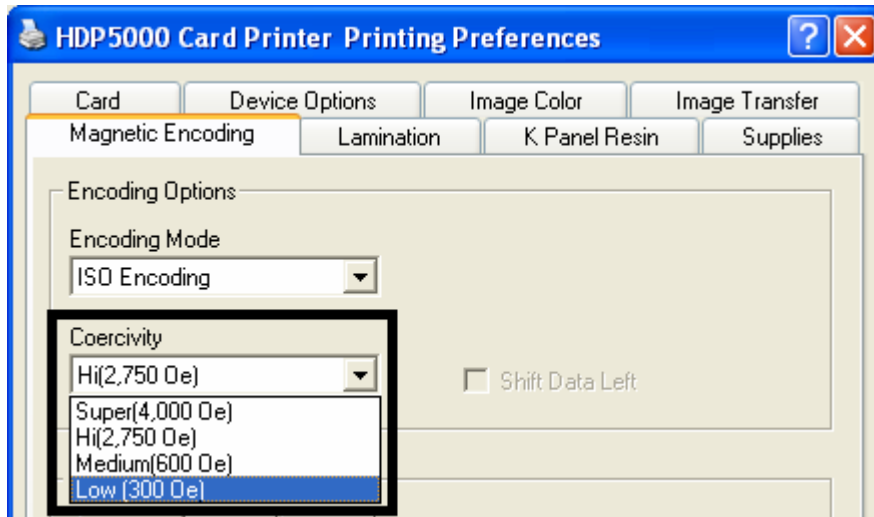 HDP5000 Card Printer Printing Preferences
Card Device Options Image Color Image Transfer
Magnetic Encoding Lamination K Panel Resin Supplies
Encoding Options
Encoding Mode
ISO Encoding
Coercivity
Hi(2,750 Oe)
Shift Data Left
Super(4,000 Oe)
Hi(2,750 Oe)
Medium(600 Oe)
Low (300 Oe)